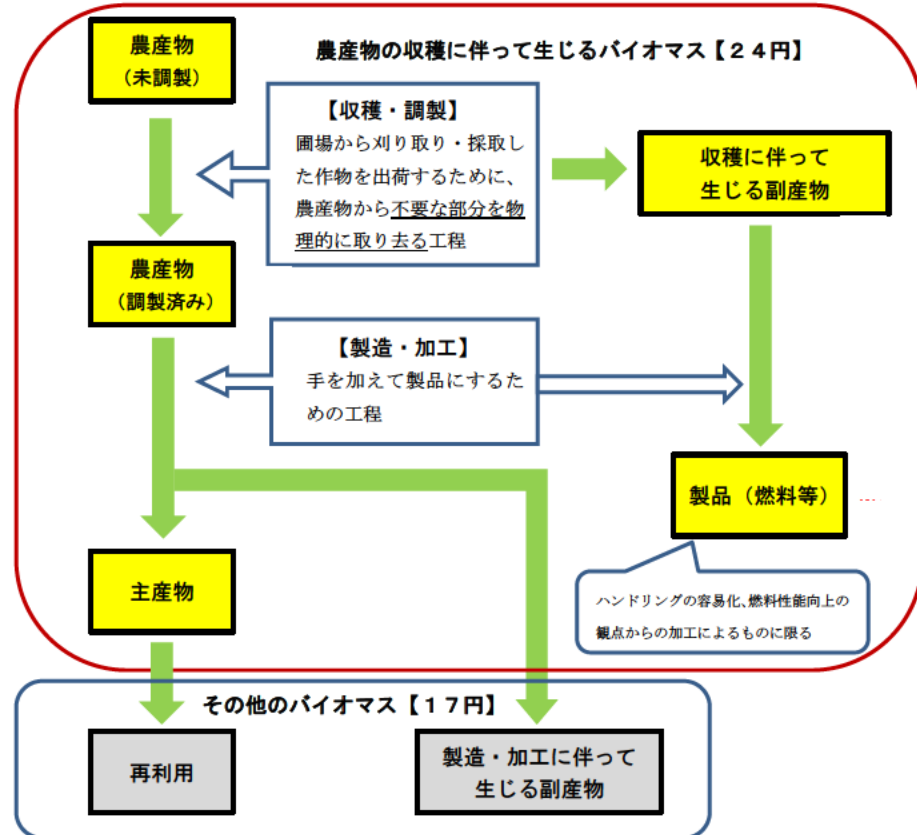 農産物
（未調製）
農産物の収穫に伴って生じるバイオマス【２４円】
【収穫・調製】
圃場から刈り取り・採取し
た作物を出荷するために、
農産物から不要な部分を物
理的に取り去る工程
収穫に伴って
生じる副産物
農産物
（調製済み）
【製造・加工】
手を加えて製品にするた
めの工程
製品（燃料等）
主産物
ハンドリングの容易化、燃料性能向上の
観点からの加工によるものに限る
その他のバイオマス【１７円】
再利用
製造・加工に伴って
生じる副産物